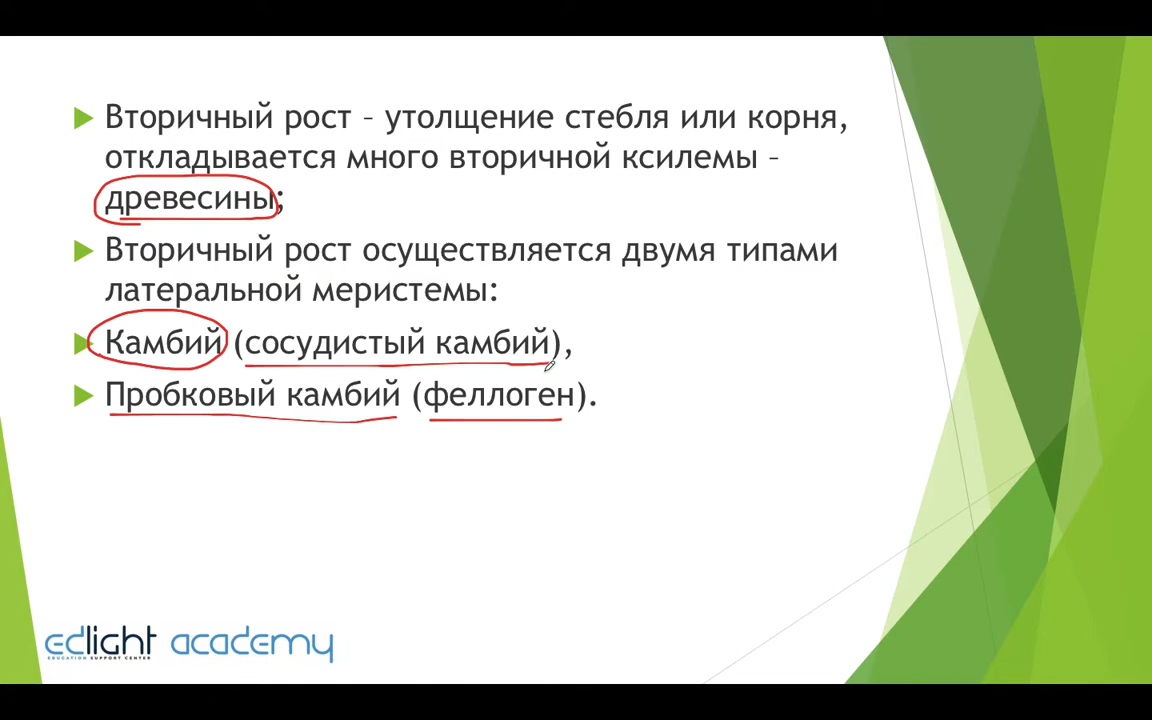 Вторичный рост – утолщение стебля или корня,
откладывается много вторичной ксилемы –
древесины;
Вторичный рост осуществляется двумя типами
латеральной меристемы:
Камбий (сосудистый камбий),
Пробковый камбий (феллоген).
edlight academy
EDUCATION SUPPORT CENTER